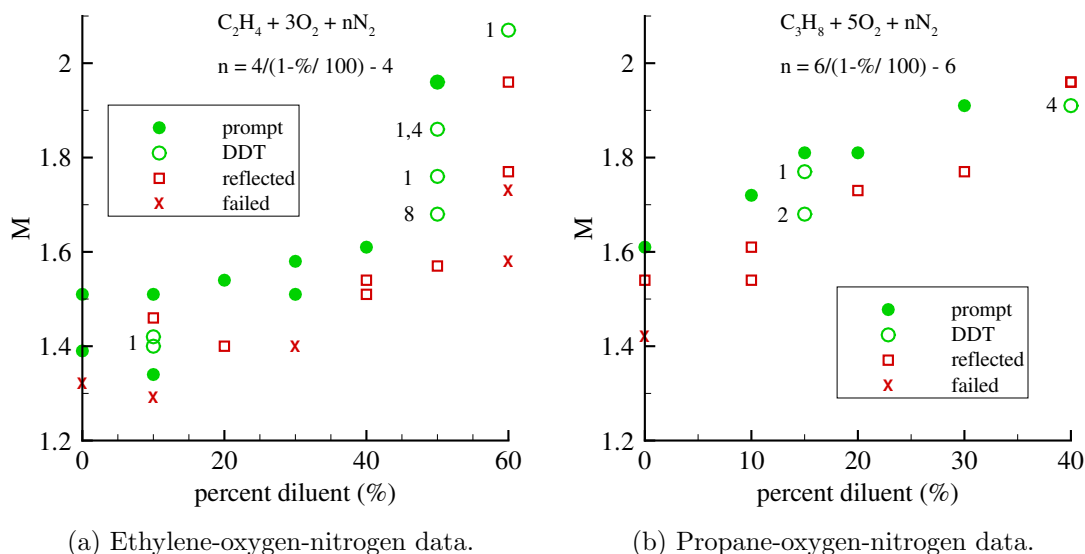 C2H4 + 3O2 + nN2
n = 4/(1-%/ 100) - 4
prompt
DDT
reflected
x failed
1
1,4
1
8
1
M
2
1.8
1.6
1.4
1.2
0 10 20 30 40 50 60
percent diluent (%)
(a) Ethylene-oxygen-nitrogen data.
C3H8 + 5O2 + nN2
n = 6/(1-%/ 100) - 6
4
1
2
prompt
DDT
reflected
x failed
M
2
1.8
1.6
1.4
1.2
0 10 20 30 40
percent diluent (%)
(b) Propane-oxygen-nitrogen data.